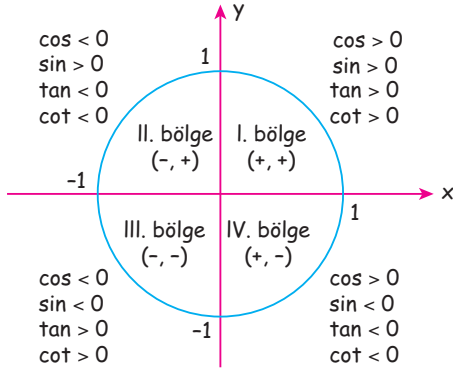 y
cos < 0
sin > 0
tan < 0
cot < 0
cos > 0
sin > 0
tan > 0
cot > 0
1
II. bölge
(–, +)
I. bölge
(+, +)
–1
x
1
III. bölge
(–, –)
IV. bölge
(+, –)
cos < 0
sin < 0
tan > 0
cot > 0
–1
cos > 0
sin < 0
tan < 0
cot < 0